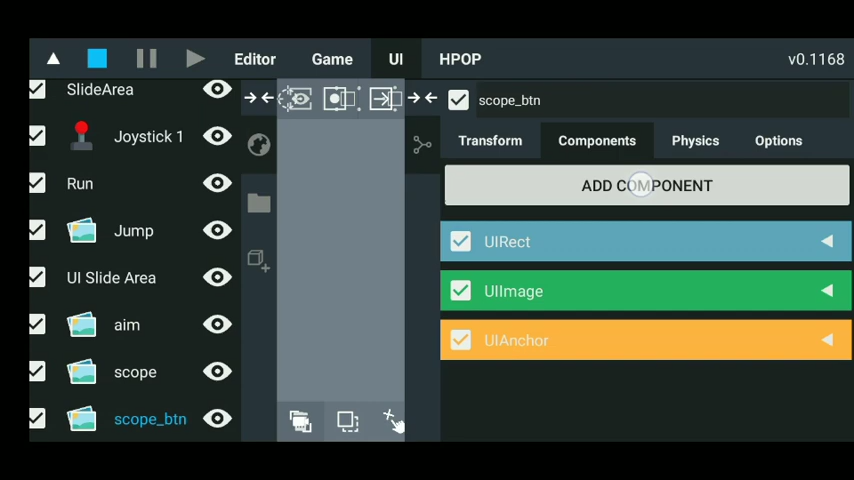 Editor Game UI HPOP v0.1168
SlideArea
Joystick 1
Run
Jump
UI Slide Area
aim
scope
scope_btn
scope_btn
Transform Components Physics Options
ADD COMPONENT
UIRect
UIImage
UIAnchor